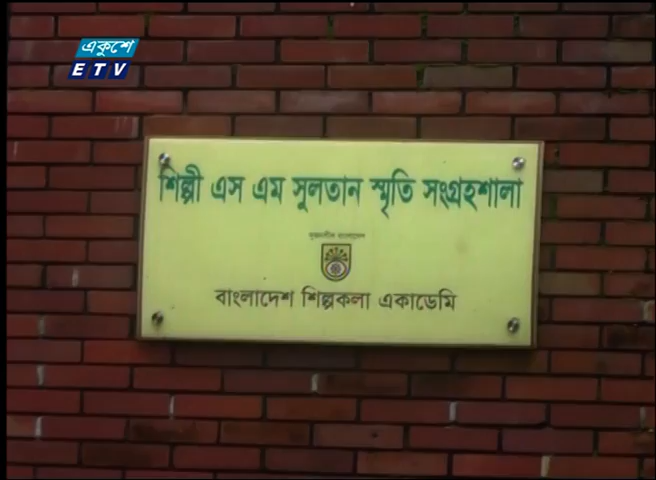 একুশে
ETV
শিল্পী এস এম সুলতান স্মৃতি সংগ্রহশালা
বাংলাদেশ শিল্পকলা একাডেমি